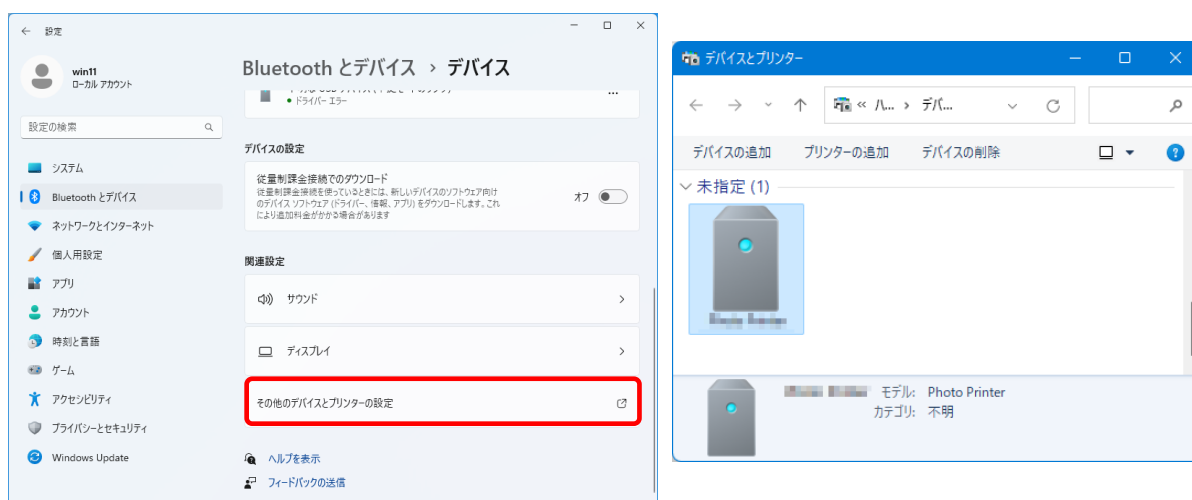 設定
win11
ローカル アカウント
設定の検索
システム
Bluetooth とデバイス
ネットワークとインターネット
個人用設定
アプリ
アカウント
時刻と言語
ゲーム
アクセシビリティ
プライバシーとセキュリティ
Windows Update
Bluetooth とデバイス › デバイス
ドライバー エラー
デバイスの設定
従量制課金接続でのダウンロード
従量制課金接続を使っているときには、新しいデバイスのソフトウェア向け
のデバイス ソフトウェア (ドライバー、情報、アプリ) をダウンロードします。これ
により追加料金がかかる場合があります
オフ
関連設定
サウンド
ディスプレイ
その他のデバイスとプリンターの設定
ヘルプを表示
フィードバックの送信
デバイスとプリンター
« ハ... › デバ...
デバイスの追加 プリンターの追加 デバイスの削除
未指定 (1)
モデル: Photo Printer
カテゴリ: 不明